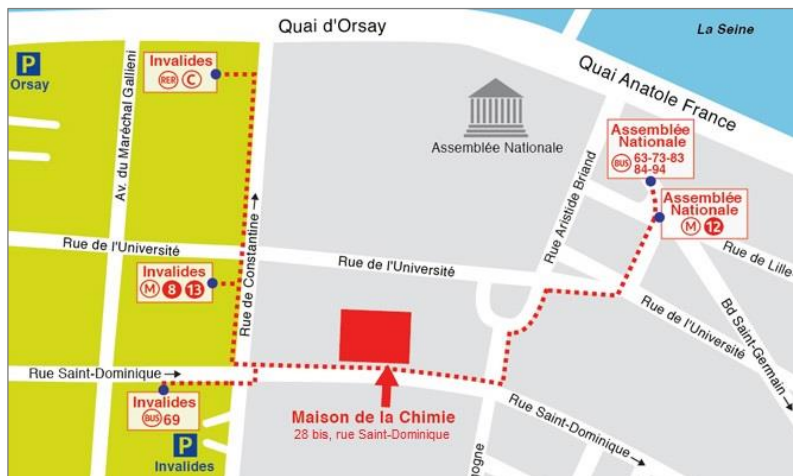 Quai d'Orsay
La Seine
Quai Anatole France
P
Orsay
Av. du Maréchal Gallieni
Invalides
RER C
Assemblée Nationale
Assemblée
Nationale
BUS 63-73-83
84-94
Assemblée
Nationale
M 12
Rue Aristide Briand
Rue de Constantine →
Rue de l'Université
Rue de l'Université
Rue de Lille
Invalides
M 8 13
Rue de l'Université
Bd Saint-Germain →
Rue Saint-Dominique →
Invalides
BUS 69
Maison de la Chimie
28 bis, rue Saint-Dominique
Rue Saint-Dominique →
P
Invalides
ogne